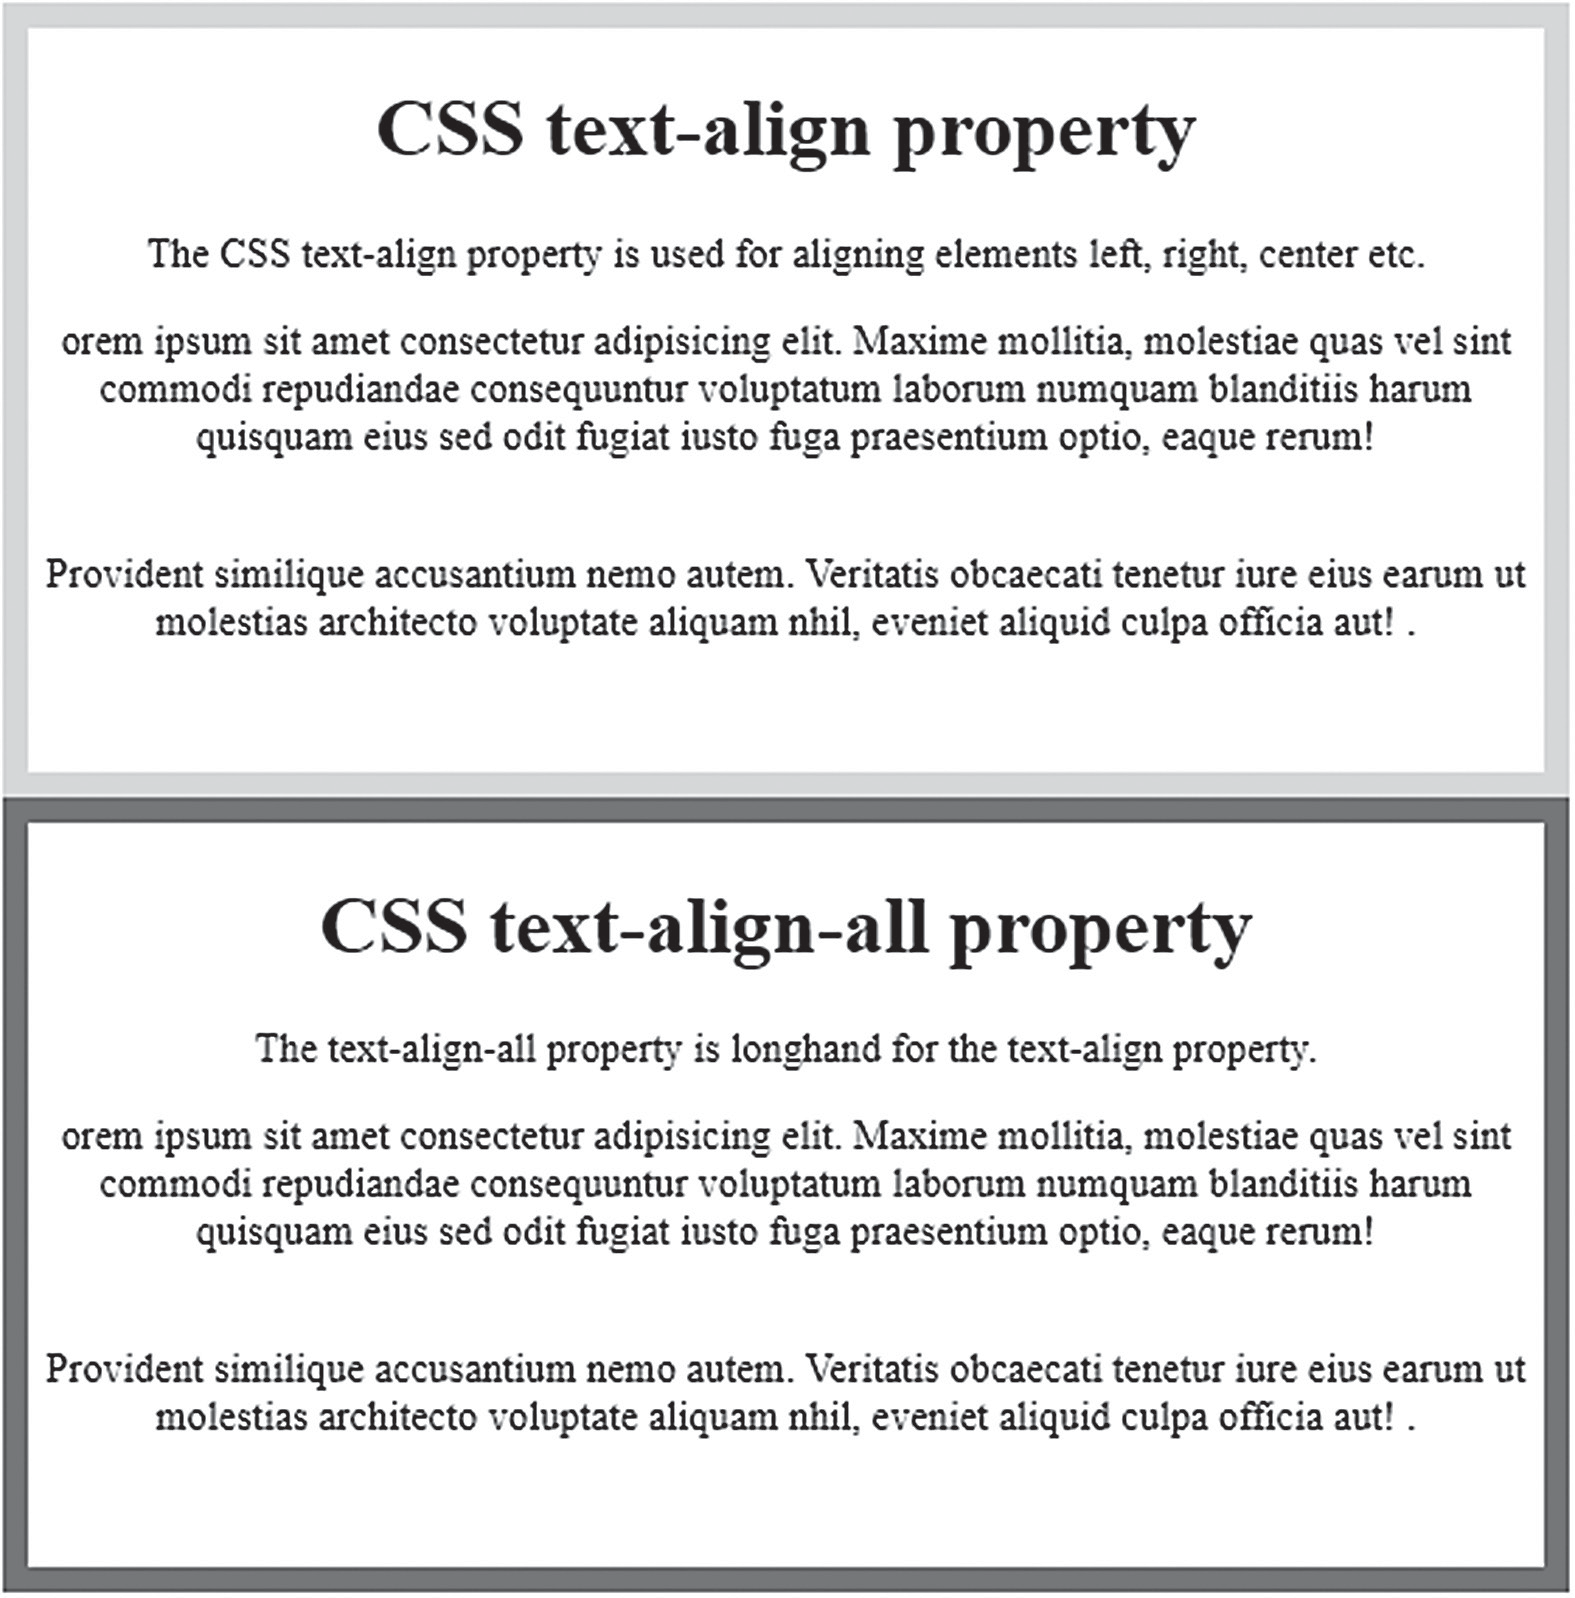 CSS text-align property
The CSS text-align property is used for aligning elements left, right, center etc.
orem ipsum sit amet consectetur adipisicing elit. Maxime mollitia, molestiae quas vel sint
commodi repudiandae consequuntur voluptatum laborum numquam blanditiis harum
quisquam eius sed odit fugiat iusto fuga praesentium optio, eaque rerum!
Provident similique accusantium nemo autem. Veritatis obcaecati tenetur iure eius earum ut
molestias architecto voluptate aliquam nhil, eveniet aliquid culpa officia aut! .
CSS text-align-all property
The text-align-all property is longhand for the text-align property.
orem ipsum sit amet consectetur adipisicing elit. Maxime mollitia, molestiae quas vel sint
commodi repudiandae consequuntur voluptatum laborum numquam blanditiis harum
quisquam eius sed odit fugiat iusto fuga praesentium optio, eaque rerum!
Provident similique accusantium nemo autem. Veritatis obcaecati tenetur iure eius earum ut
molestias architecto voluptate aliquam nhil, eveniet aliquid culpa officia aut! .